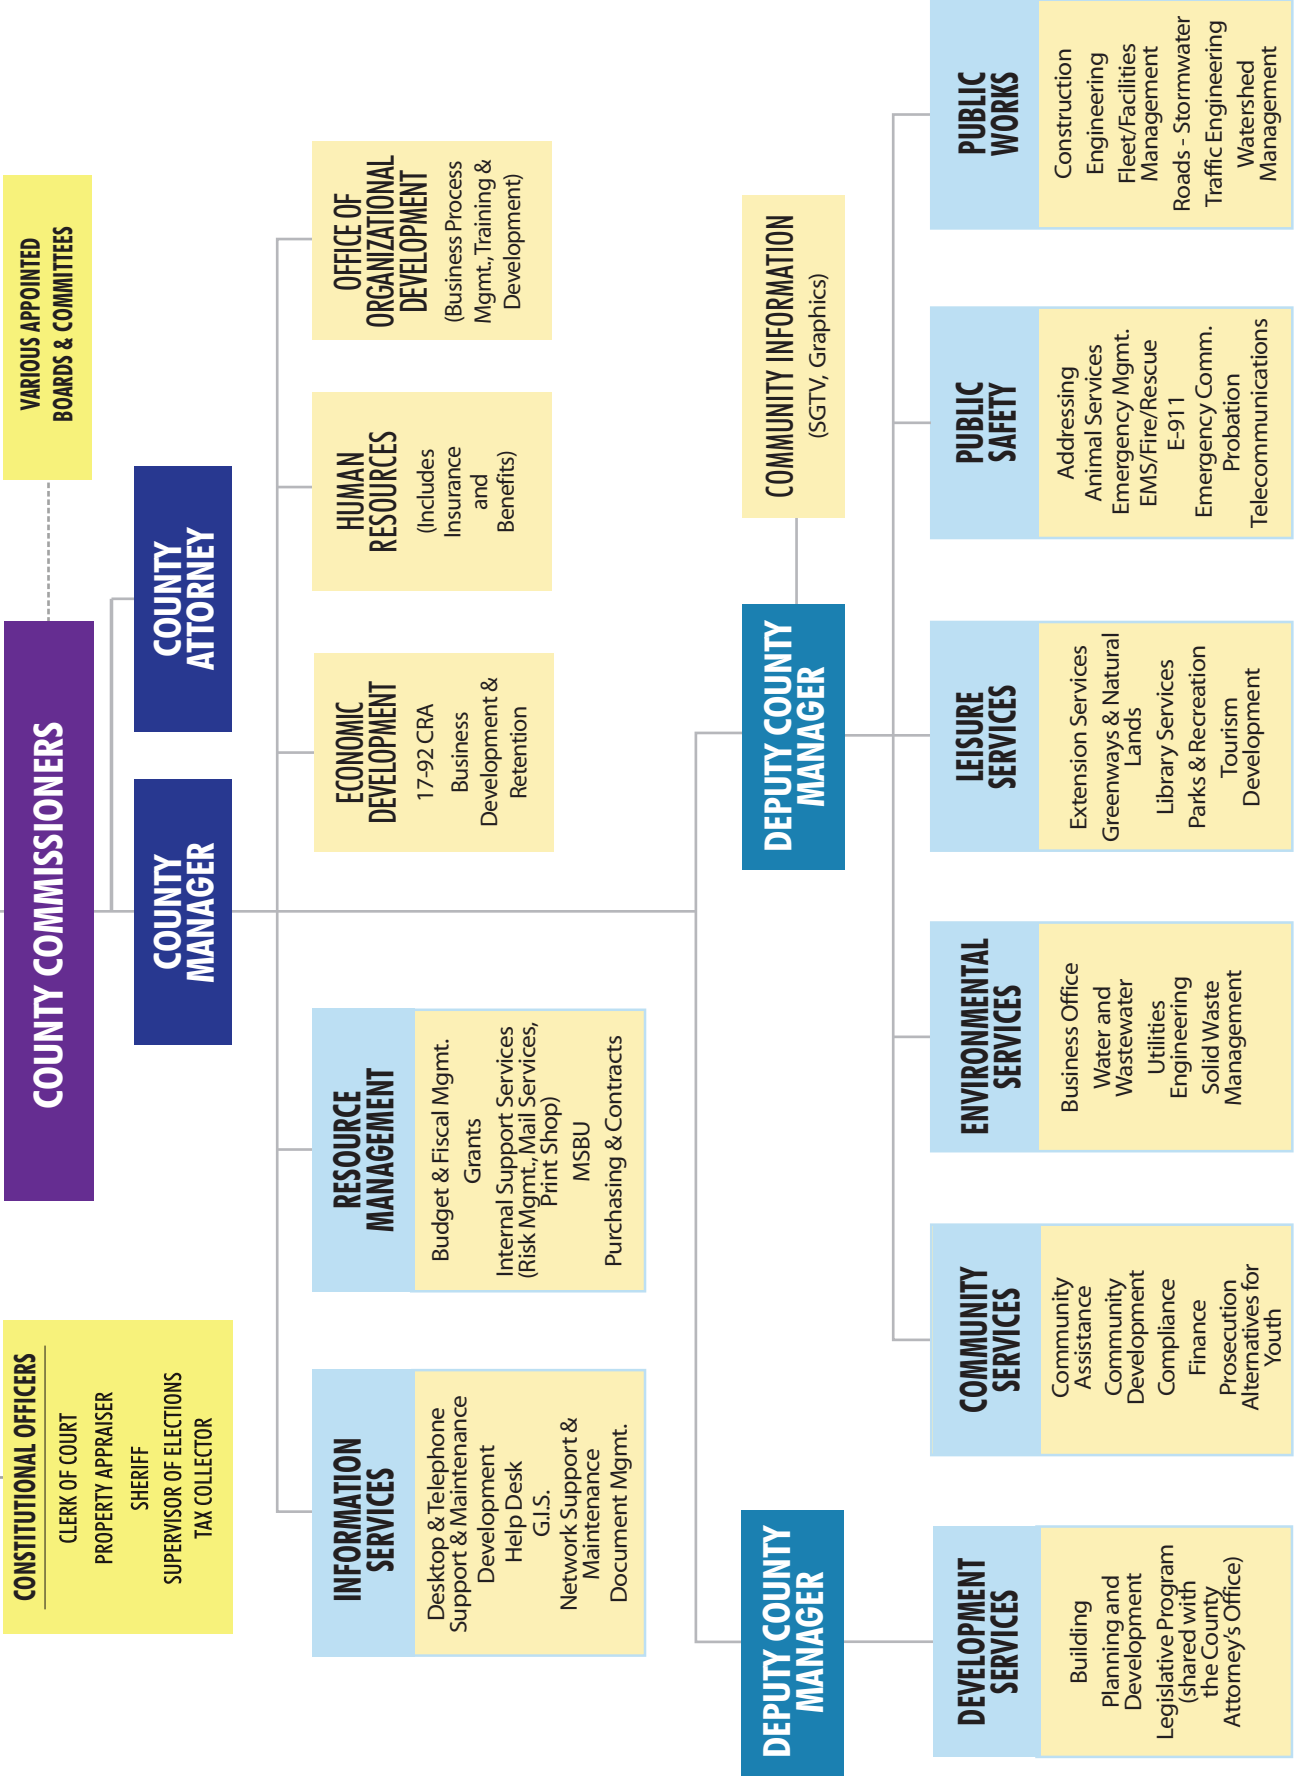 COUNTY COMMISSIONERS
VARIOUS APPOINTED
BOARDS & COMMITTEES
CONSTITUTIONAL OFFICERS
CLERK OF COURT
PROPERTY APPRAISER
SHERIFF
SUPERVISOR OF ELECTIONS
TAX COLLECTOR
COUNTY
MANAGER
COUNTY
ATTORNEY
INFORMATION
SERVICES
Desktop & Telephone
Support & Maintenance
Development
Help Desk
G.I.S.
Network Support &
Maintenance
Document Mgmt.
RESOURCE
MANAGEMENT
Budget & Fiscal Mgmt.
Grants
Internal Support Services
(Risk Mgmt., Mail Services,
Print Shop)
MSBU
Purchasing & Contracts
ECONOMIC
DEVELOPMENT
17-92 CRA
Business
Development &
Retention
HUMAN
RESOURCES
(Includes
Insurance
and
Benefits)
OFFICE OF
ORGANIZATIONAL
DEVELOPMENT
(Business Process
Mgmt., Training &
Development)
DEPUTY COUNTY
MANAGER
DEPUTY COUNTY
MANAGER
COMMUNITY INFORMATION
(SGTV, Graphics)
DEVELOPMENT
SERVICES
Building
Planning and
Development
Legislative Program
(shared with
the County
Attorney's Office)
COMMUNITY
SERVICES
Community
Assistance
Community
Development
Compliance
Finance
Prosecution
Alternatives for
Youth
ENVIRONMENTAL
SERVICES
Business Office
Water and
Wastewater
Utilities
Engineering
Solid Waste
Management
LEISURE
SERVICES
Extension Services
Greenways & Natural
Lands
Library Services
Parks & Recreation
Tourism
Development
PUBLIC
SAFETY
Addressing
Animal Services
Emergency Mgmt.
EMS/Fire/Rescue
E-911
Emergency Comm.
Probation
Telecommunications
PUBLIC
WORKS
Construction
Engineering
Fleet/Facilities
Management
Roads - Stormwater
Traffic Engineering
Watershed
Management